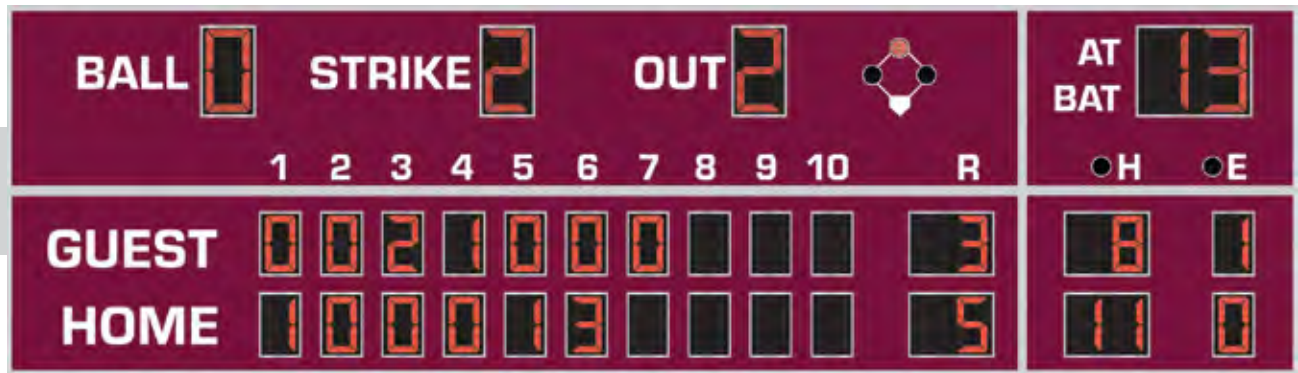 BALL 0 STRIKE 2 OUT 2 AT BAT 13
1 2 3 4 5 6 7 8 9 10 R H E
GUEST 0 0 2 1 0 0 0 3 8 1
HOME 1 0 0 0 1 3 5 11 0